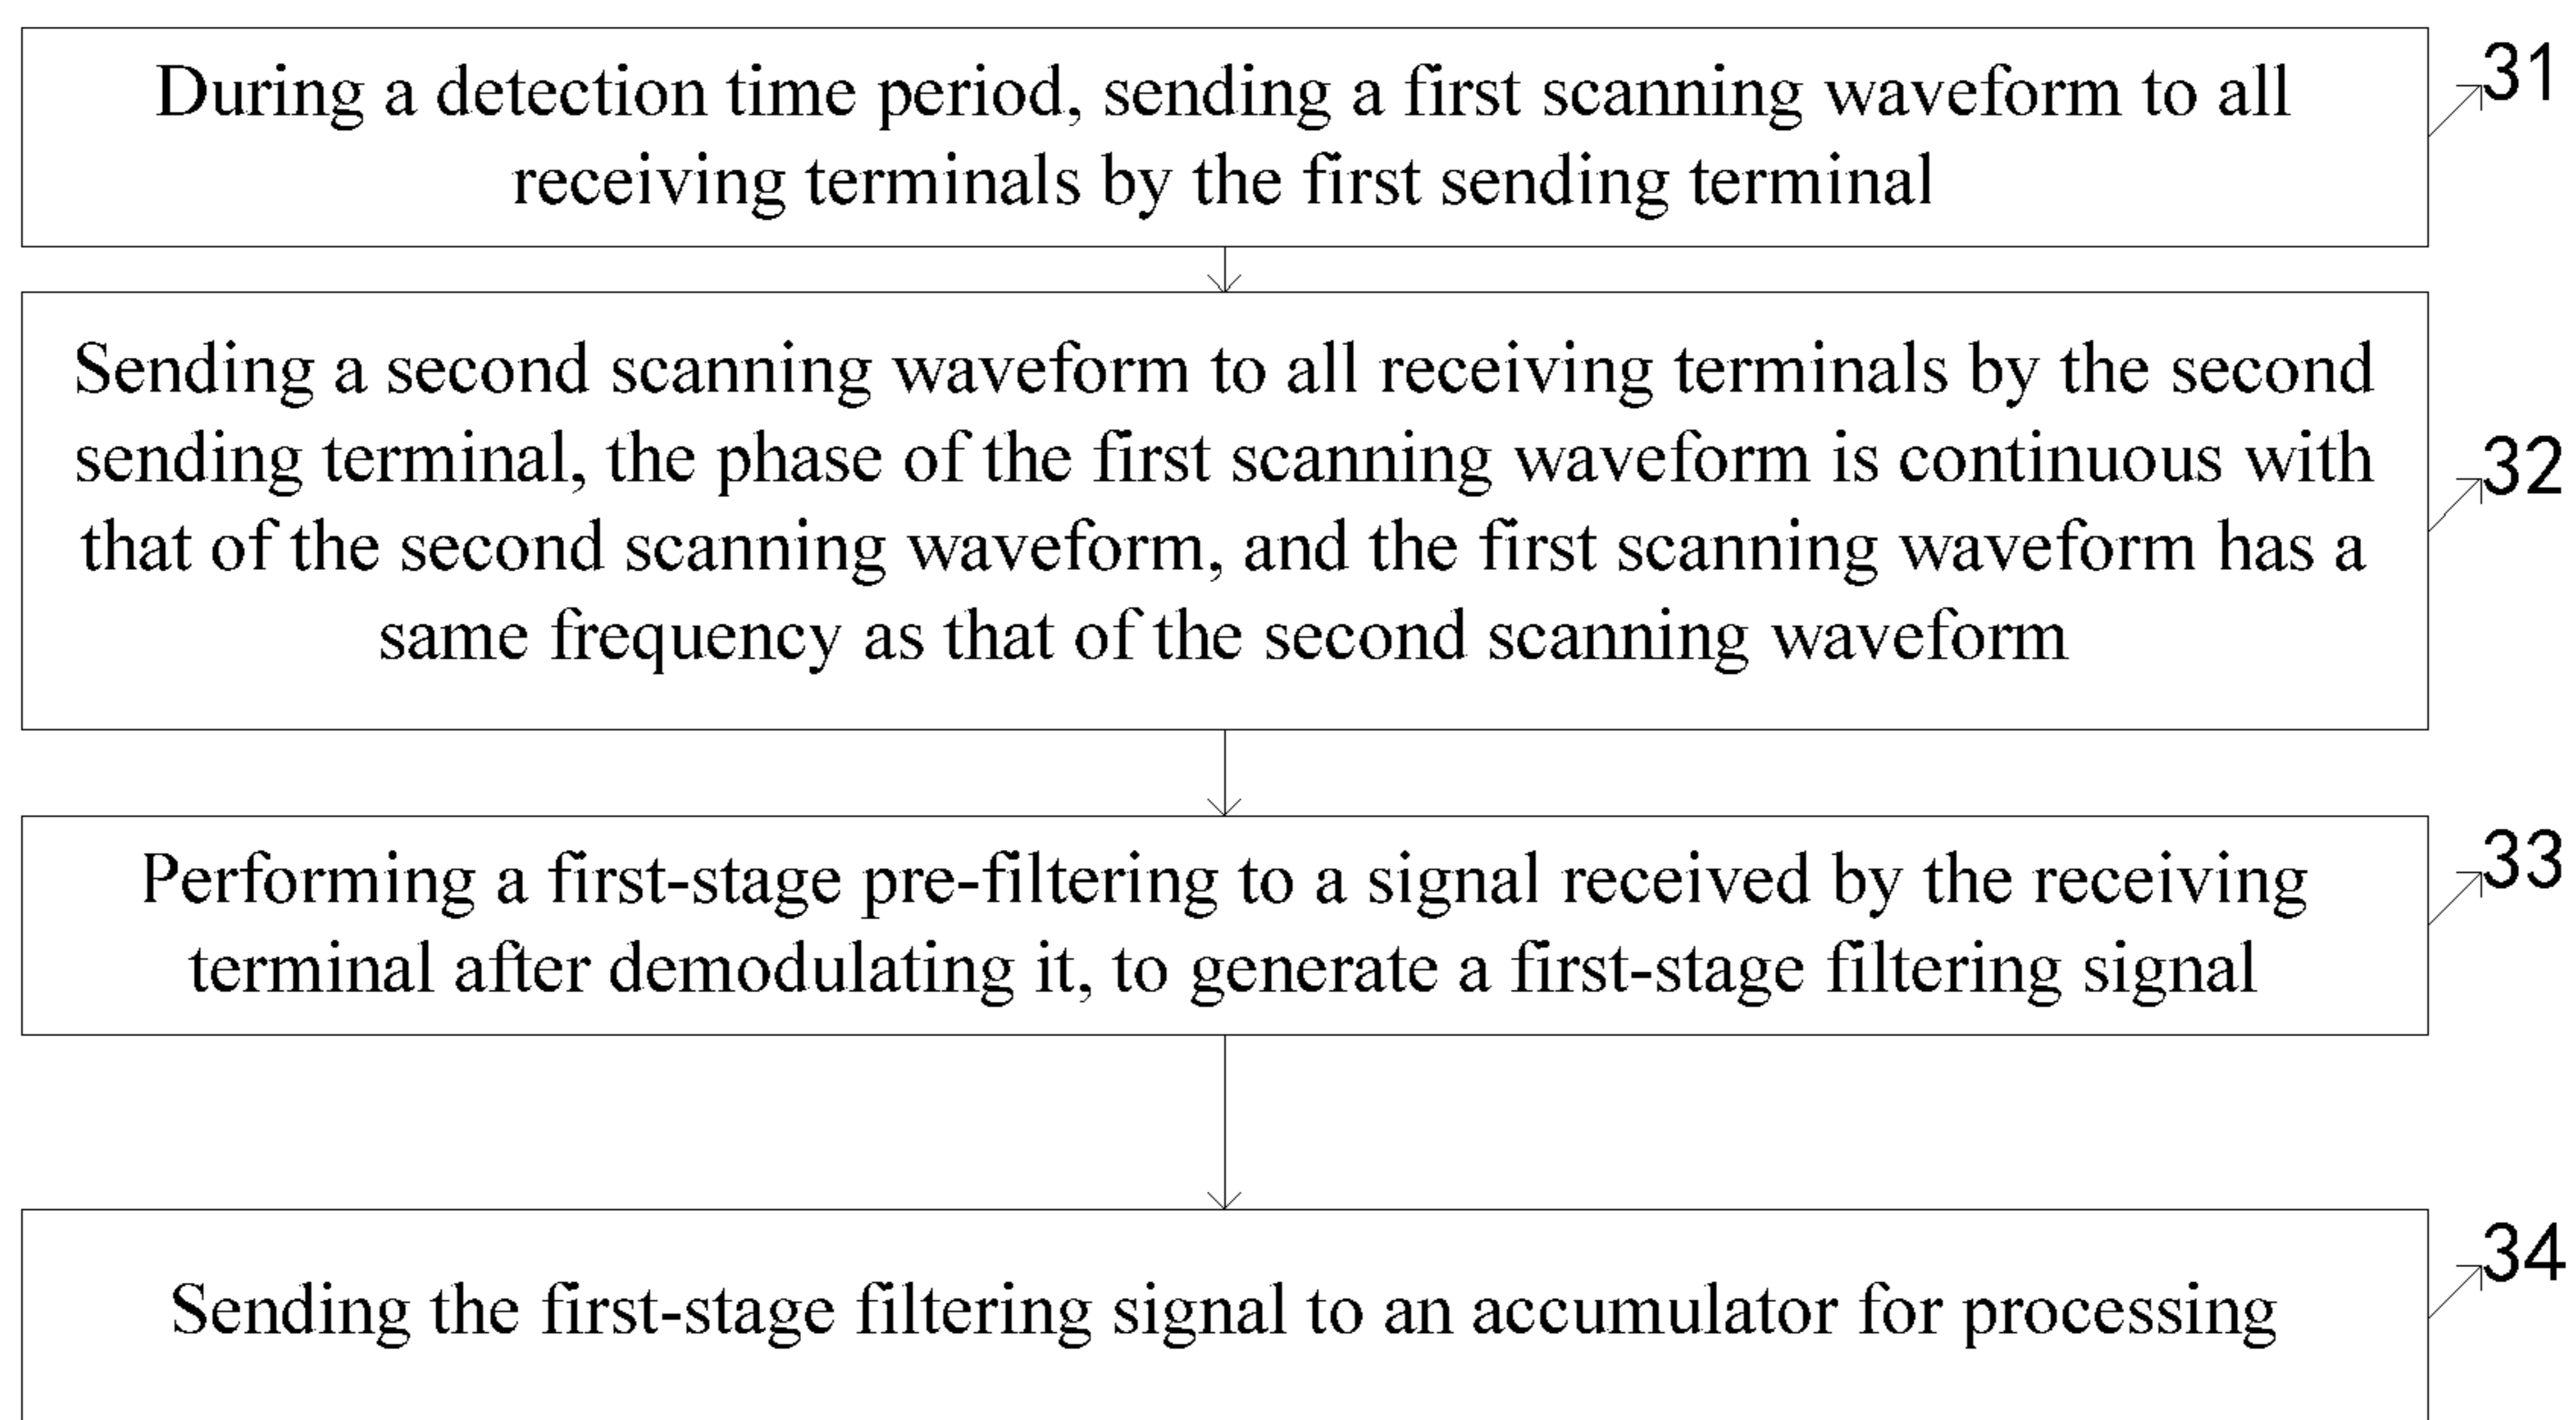 During a detection time period, sending a first scanning waveform to all
receiving terminals by the first sending terminal
31
Sending a second scanning waveform to all receiving terminals by the second
sending terminal, the phase of the first scanning waveform is continuous with
that of the second scanning waveform, and the first scanning waveform has a
same frequency as that of the second scanning waveform
32
Performing a first-stage pre-filtering to a signal received by the receiving
terminal after demodulating it, to generate a first-stage filtering signal
33
Sending the first-stage filtering signal to an accumulator for processing
34